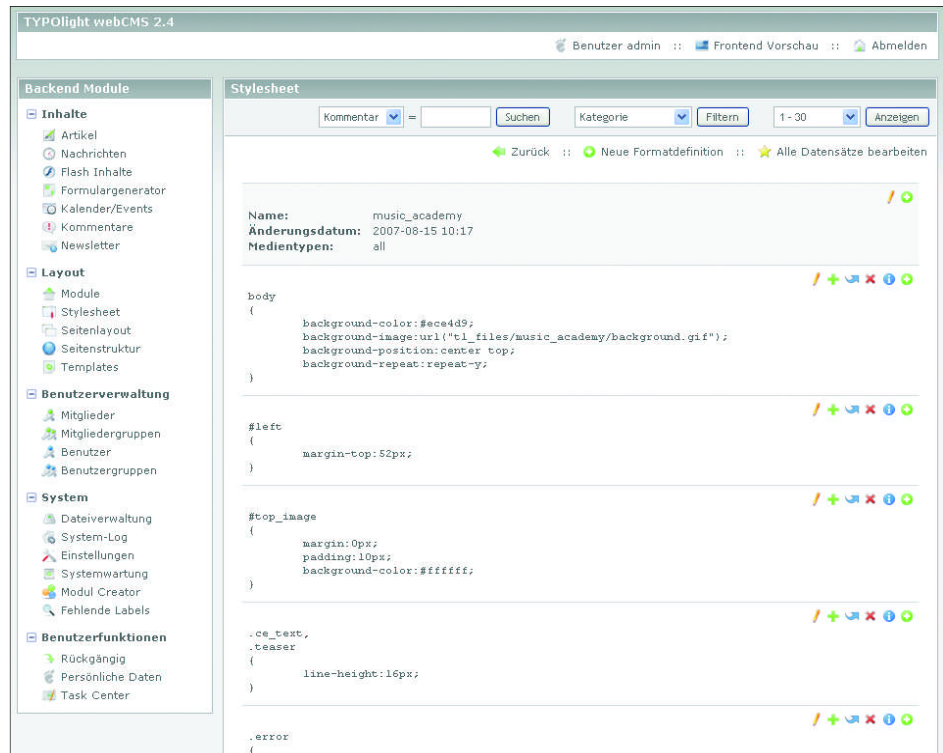 TYPOlight webCMS 2.4
Benutzer admin :: Frontend Vorschau :: Abmelden
Backend Module
Inhalte
Artikel
Nachrichten
Flash Inhalte
Formulargenerator
Kalender/Events
Kommentare
Newsletter
Layout
Module
Stylesheet
Seitenlayout
Seitenstruktur
Templates
Benutzerverwaltung
Mitglieder
Mitgliedergruppen
Benutzer
Benutzergruppen
System
Dateiverwaltung
System-Log
Einstellungen
Systemwartung
Modul Creator
Fehlende Labels
Benutzerfunktionen
Rückgängig
Persönliche Daten
Task Center
Stylesheet
Kommentar = Suchen Kategorie Filtern 1 - 30 Anzeigen
Zurück :: Neue Formatdefinition :: Alle Datensätze bearbeiten
Name: music_academy
Änderungsdatum: 2007-08-15 10:17
Medientypen: all
body
{
background-color:#ece4d9;
background-image:url("tl_files/music_academy/background.gif");
background-position:center top;
background-repeat:repeat-y;
}
#left
{
margin-top:52px;
}
#top_image
{
margin:0px;
padding:10px;
background-color:#ffffff;
}
.ce_text,
.teaser
{
line-height:16px;
}
.error
{